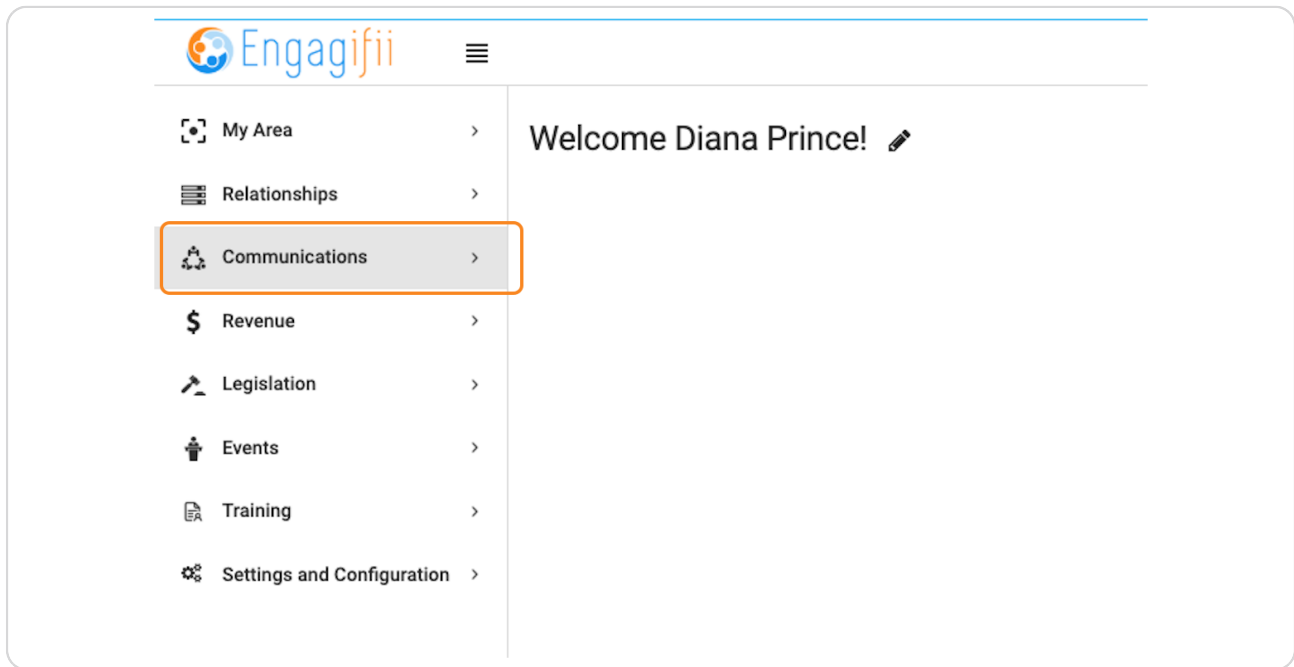 Engagifii
My Area
Welcome Diana Prince!
Relationships
Communications
Revenue
Legislation
Events
Training
Settings and Configuration